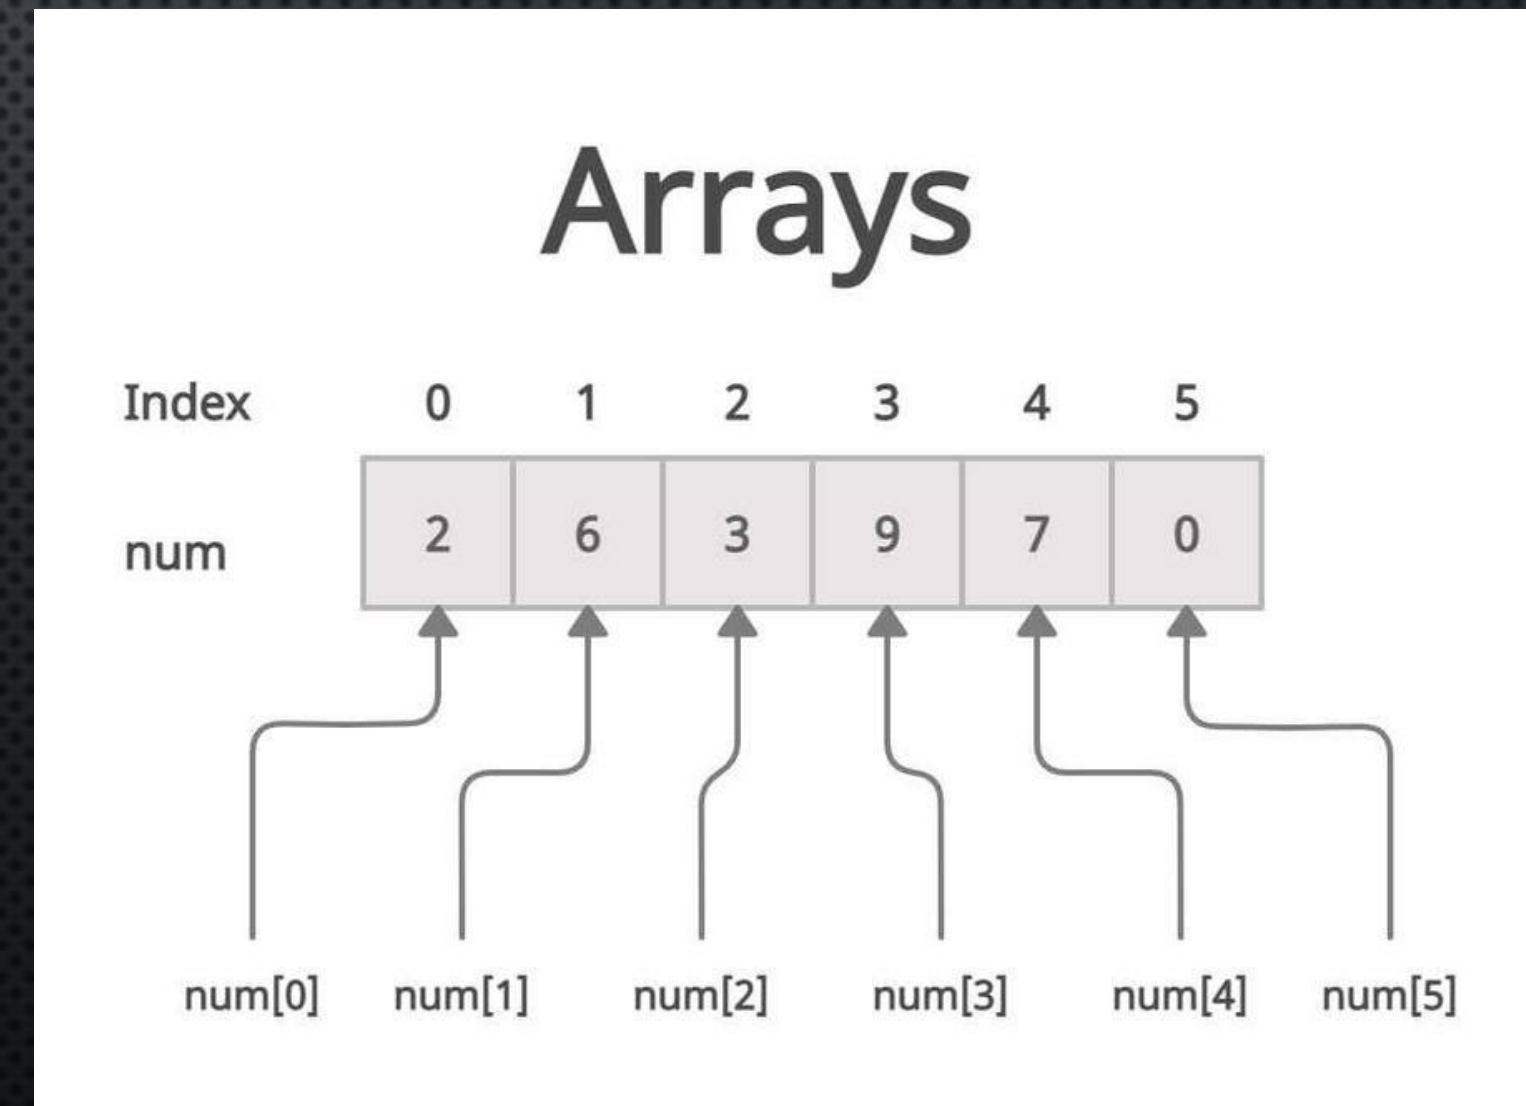 Arrays
Index 0 1 2 3 4 5
num 2 6 3 9 7 0
num[0] num[1] num[2] num[3] num[4] num[5]